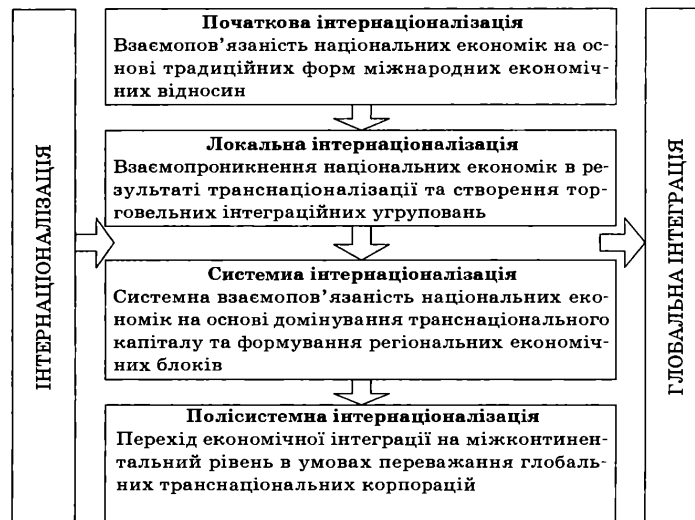 ІНТЕРНАЦІОНАЛІЗАЦІЯ
Початкова інтернаціоналізація
Взаємопов’язаність національних економік на ос-
нові традиційних форм міжнародних економіч-
них відносин
Локальна інтернаціоналізація
Взаємопроникнення національних економік в ре-
зультаті транснаціоналізації та створення тор-
говельних інтеграційних угруповань
Системна інтернаціоналізація
Системна взаємопов’язаність національних еко-
номік на основі домінування транснаціонального
капіталу та формування регіональних економіч-
них блоків
Полісистемна інтернаціоналізація
Перехід економічної інтеграції на міжконтинен-
тальний рівень в умовах переважання глобаль-
них транснаціональних корпорацій
ГЛОБАЛЬНА ІНТЕГРАЦІЯ